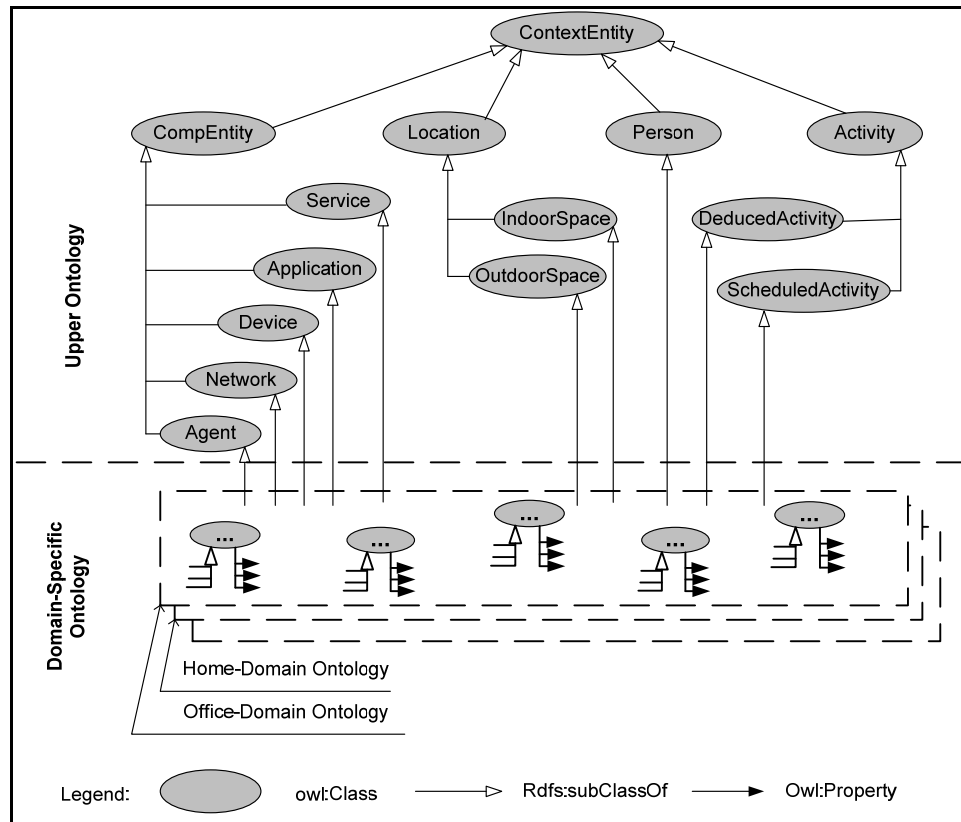 ContextEntity
CompEntity
Location
Person
Activity
Service
IndoorSpace
DeducedActivity
Application
OutdoorSpace
ScheduledActivity
Device
Network
Agent
Upper Ontology
...
...
...
...
...
Domain-Specific
Ontology
Home-Domain Ontology
Office-Domain Ontology
Legend:
owl:Class
Rdfs:subClassOf
Owl:Property